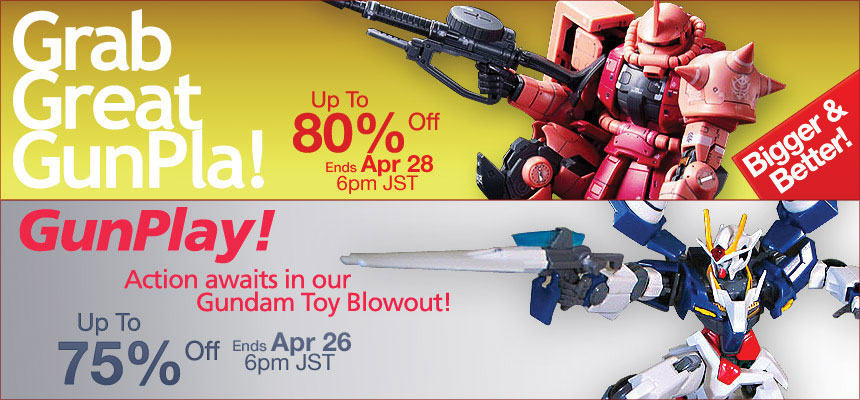 Grab
Great
GunPla!
Up To
80% Off
Ends Apr 28
6pm JST
Bigger &
Better!
GunPlay!
Action awaits in our
Gundam Toy Blowout!
Up To
75% Off
Ends Apr 26
6pm JST